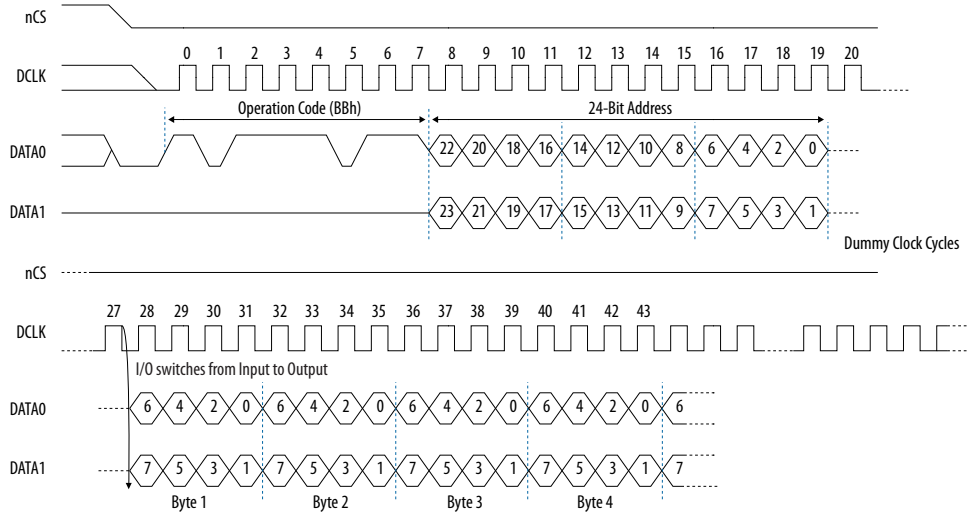 nCS
0 1 2 3 4 5 6 7 8 9 10 11 12 13 14 15 16 17 18 19 20
DCLK
Operation Code (BBh) 24-Bit Address
DATA0 22 20 18 16 14 12 10 8 6 4 2 0
DATA1 23 21 19 17 15 13 11 9 7 5 3 1
Dummy Clock Cycles
nCS
27 28 29 30 31 32 33 34 35 36 37 38 39 40 41 42 43
DCLK
I/O switches from Input to Output
DATA0 6 4 2 0 6 4 2 0 6 4 2 0 6 4 2 0 6
DATA1 7 5 3 1 7 5 3 1 7 5 3 1 7 5 3 1 7
Byte 1 Byte 2 Byte 3 Byte 4